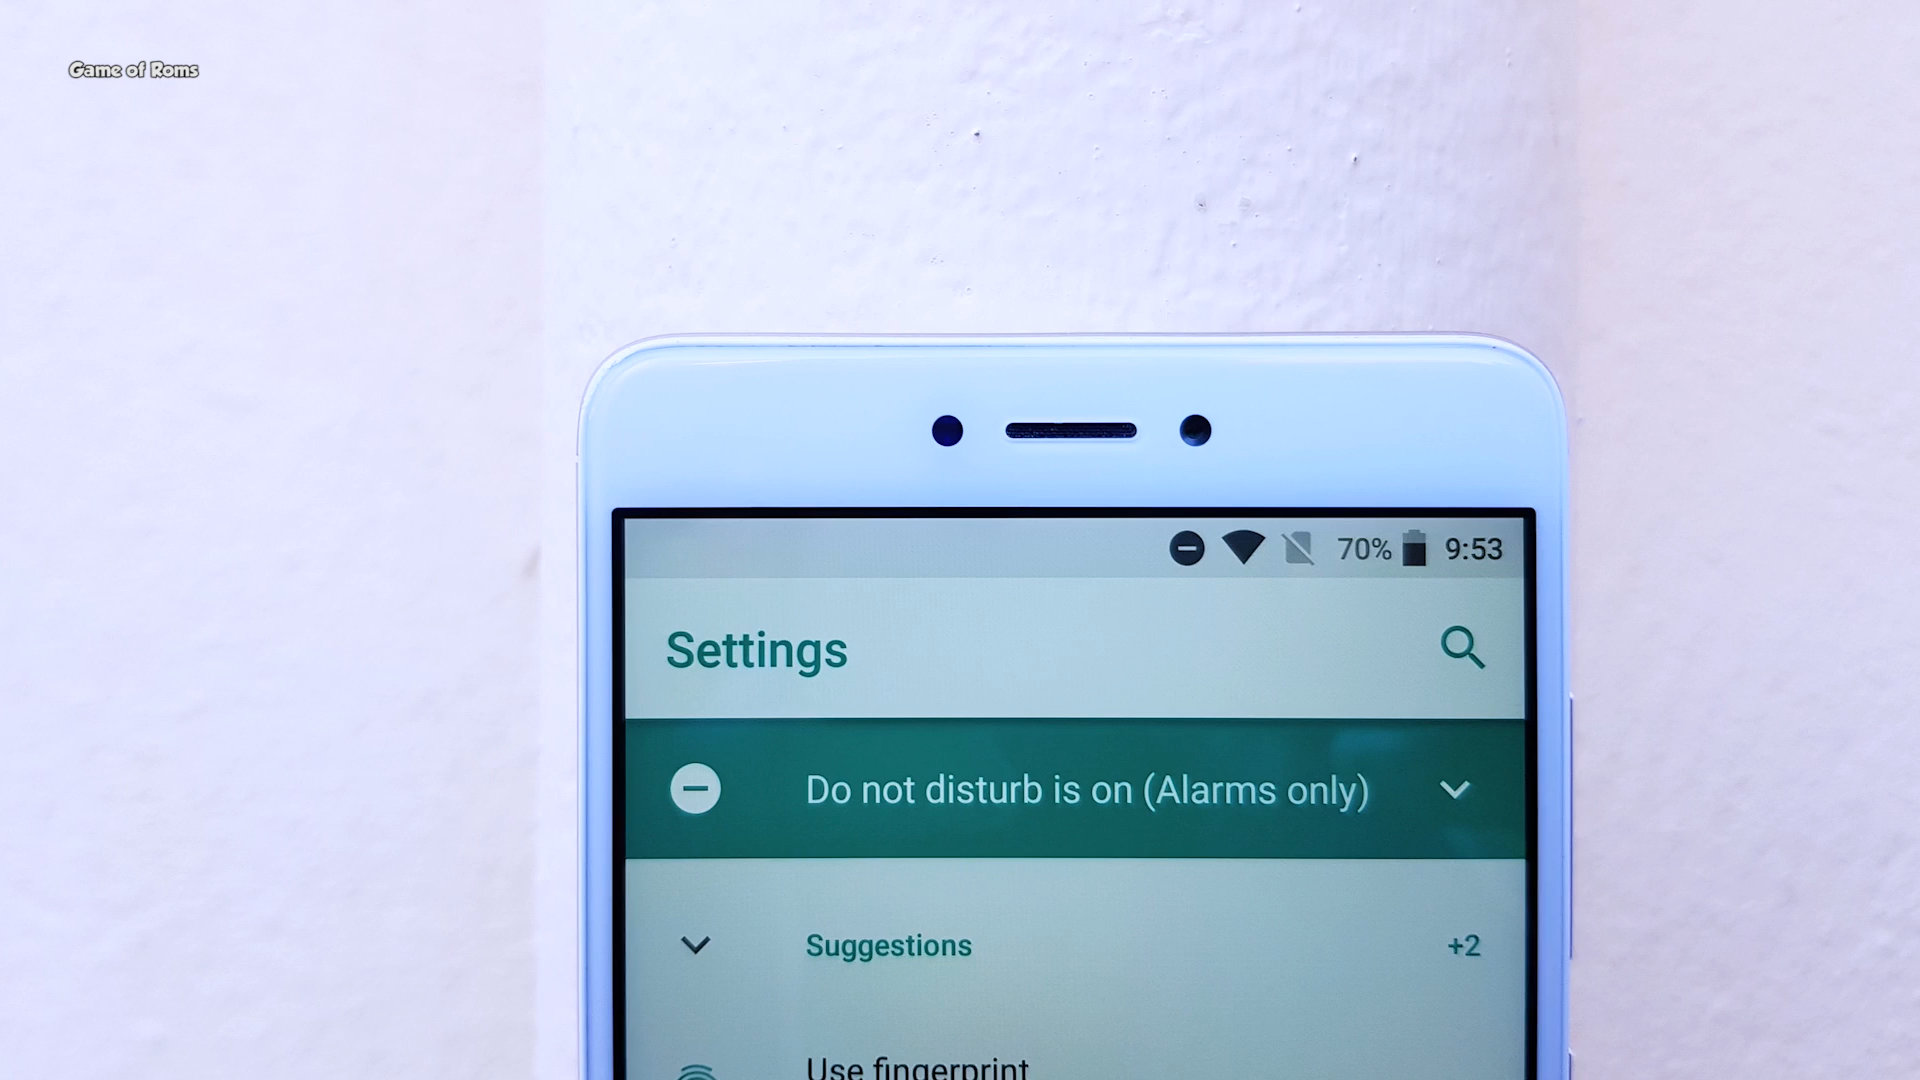 Game of Roms
70% 9:53
Settings
Do not disturb is on (Alarms only)
Suggestions +2
Use fingerprint